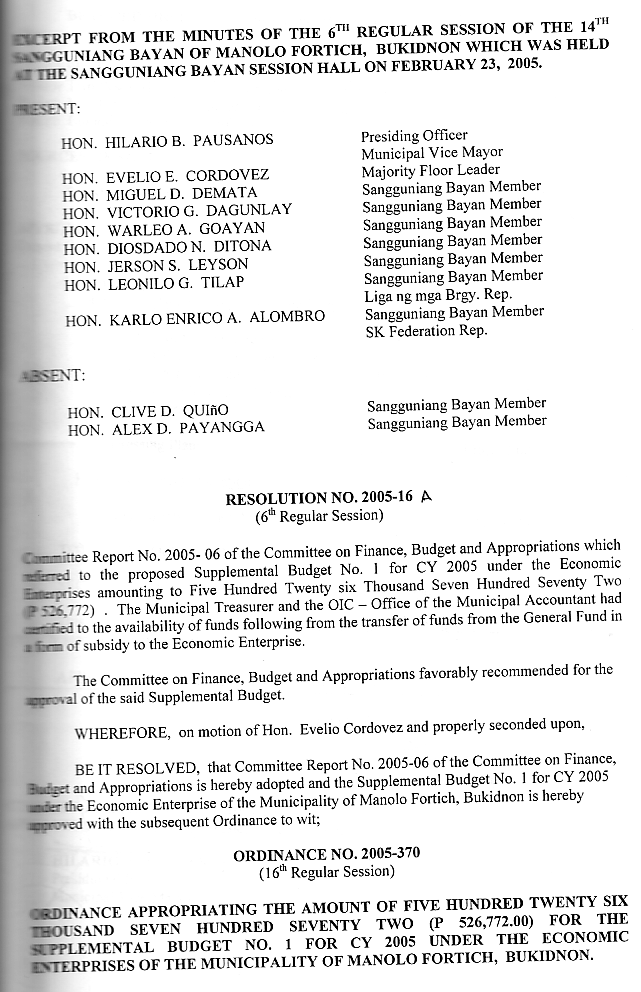 EXCERPT FROM THE MINUTES OF THE 6TH REGULAR SESSION OF THE 14TH
SANGGUNIANG BAYAN OF MANOLO FORTICH, BUKIDNON WHICH WAS HELD
AT THE SANGGUNIANG BAYAN SESSION HALL ON FEBRUARY 23, 2005.
PRESENT:
HON. HILARIO B. PAUSANOS Presiding Officer
Municipal Vice Mayor
HON. EVELIO E. CORDOVEZ Majority Floor Leader
HON. MIGUEL D. DEMATA Sangguniang Bayan Member
HON. VICTORIO G. DAGUNLAY Sangguniang Bayan Member
HON. WARLEO A. GOAYAN Sangguniang Bayan Member
HON. DIOSDADO N. DITONA Sangguniang Bayan Member
HON. JERSON S. LEYSON Sangguniang Bayan Member
HON. LEONILO G. TILAP Sangguniang Bayan Member
Liga ng mga Brgy. Rep.
HON. KARLO ENRICO A. ALOMBRO Sangguniang Bayan Member
SK Federation Rep.
ABSENT:
HON. CLIVE D. QUIñO Sangguniang Bayan Member
HON. ALEX D. PAYANGGA Sangguniang Bayan Member
RESOLUTION NO. 2005-16 A
(6th Regular Session)
Committee Report No. 2005- 06 of the Committee on Finance, Budget and Appropriations which
referred to the proposed Supplemental Budget No. 1 for CY 2005 under the Economic
Enterprises amounting to Five Hundred Twenty six Thousand Seven Hundred Seventy Two
(P 526,772) . The Municipal Treasurer and the OIC – Office of the Municipal Accountant had
certified to the availability of funds following from the transfer of funds from the General Fund in
a form of subsidy to the Economic Enterprise.
The Committee on Finance, Budget and Appropriations favorably recommended for the
approval of the said Supplemental Budget.
WHEREFORE, on motion of Hon. Evelio Cordovez and properly seconded upon,
BE IT RESOLVED, that Committee Report No. 2005-06 of the Committee on Finance,
Budget and Appropriations is hereby adopted and the Supplemental Budget No. 1 for CY 2005
under the Economic Enterprise of the Municipality of Manolo Fortich, Bukidnon is hereby
approved with the subsequent Ordinance to wit;
ORDINANCE NO. 2005-370
(16th Regular Session)
ORDINANCE APPROPRIATING THE AMOUNT OF FIVE HUNDRED TWENTY SIX
THOUSAND SEVEN HUNDRED SEVENTY TWO (P 526,772.00) FOR THE
SUPPLEMENTAL BUDGET NO. 1 FOR CY 2005 UNDER THE ECONOMIC
ENTERPRISES OF THE MUNICIPALITY OF MANOLO FORTICH, BUKIDNON.